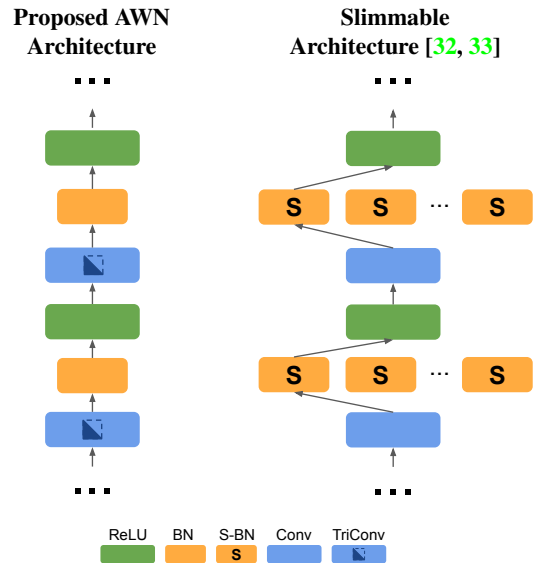 Proposed AWN
Architecture
Slimmable
Architecture [32, 33]
...
...
S S ... S
S S ... S
...
...
ReLU BN S-BN Conv TriConv
S